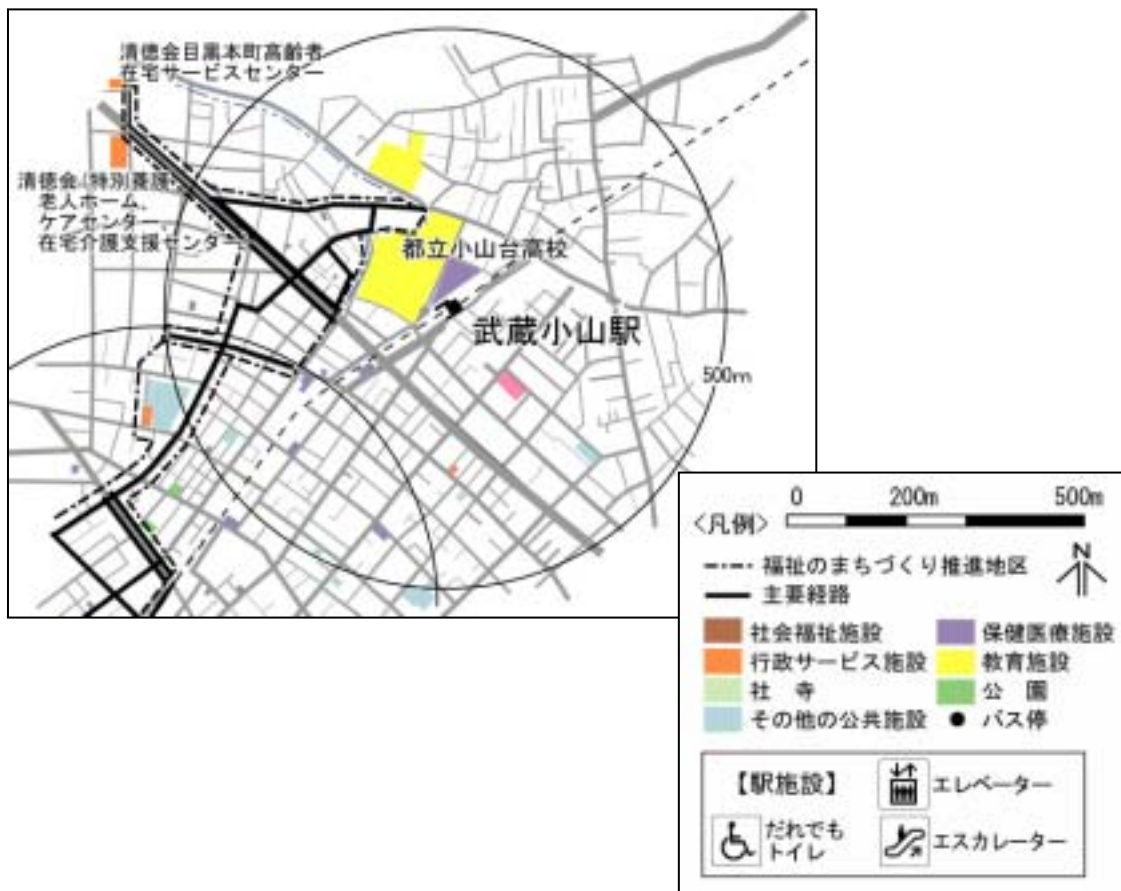 清徳会目黒本町高齢者
在宅サービスセンター
清徳会（特別養護
老人ホーム、
ケアセンター、
在宅介護支援センター
都立小山台高校
武蔵小山駅
500m
0 200m 500m
<凡例>
N
福祉のまちづくり推進地区
主要経路
社会福祉施設
保健医療施設
行政サービス施設
教育施設
社 寺
公 園
その他の公共施設
バス停
【駅施設】
エレベーター
だれでも
トイレ
エスカレーター